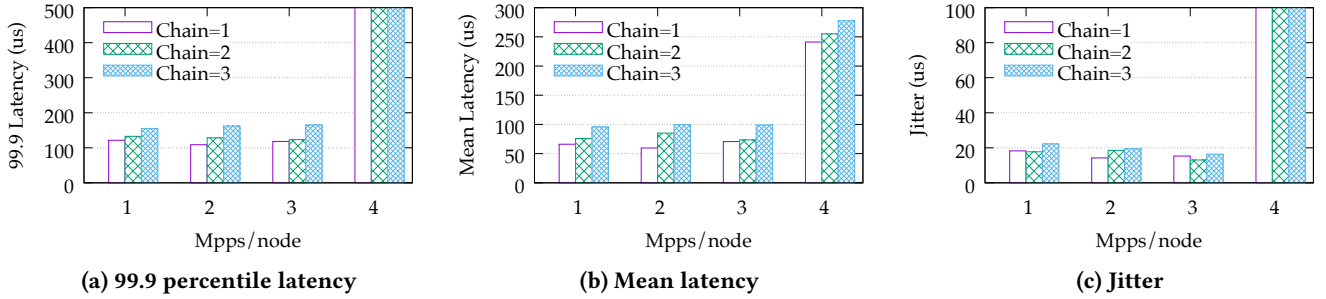 99.9 Latency (us)
500
400
300
200
100
0
Chain=1
Chain=2
Chain=3
1 2 3 4
Mpps/node
(a) 99.9 percentile latency
Mean Latency (us)
300
250
200
150
100
50
0
Chain=1
Chain=2
Chain=3
1 2 3 4
Mpps/node
(b) Mean latency
Jitter (us)
100
80
60
40
20
0
Chain=1
Chain=2
Chain=3
1 2 3 4
Mpps/node
(c) Jitter